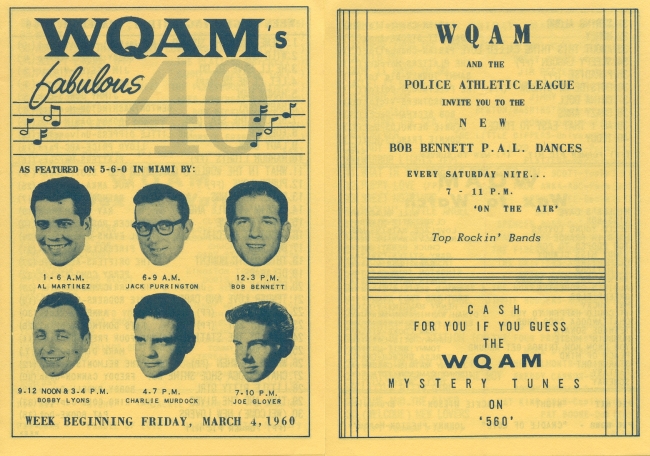 WQAM's
fabulous
40
AS FEATURED ON 5-6-0 IN MIAMI BY:
1-6 A.M.
AL MARTINEZ
6-9 A.M.
JACK PURRINGTON
12-3 P.M.
BOB BENNETT
9-12 NOON & 3-4 P.M.
BOBBY LYONS
4-7 P.M.
CHARLIE MURDOCK
7-10 P.M.
JOE GLOVER
WEEK BEGINNING FRIDAY, MARCH 4, 1960
WQAM
AND THE
POLICE ATHLETIC LEAGUE
INVITE YOU TO THE
NEW
BOB BENNETT P.A.L. DANCES
EVERY SATURDAY NITE...
7 - 11 P.M.
'ON THE AIR'
Top Rockin' Bands
CASH
FOR YOU IF YOU GUESS
THE
WQAM
MYSTERY TUNES
ON
'560'